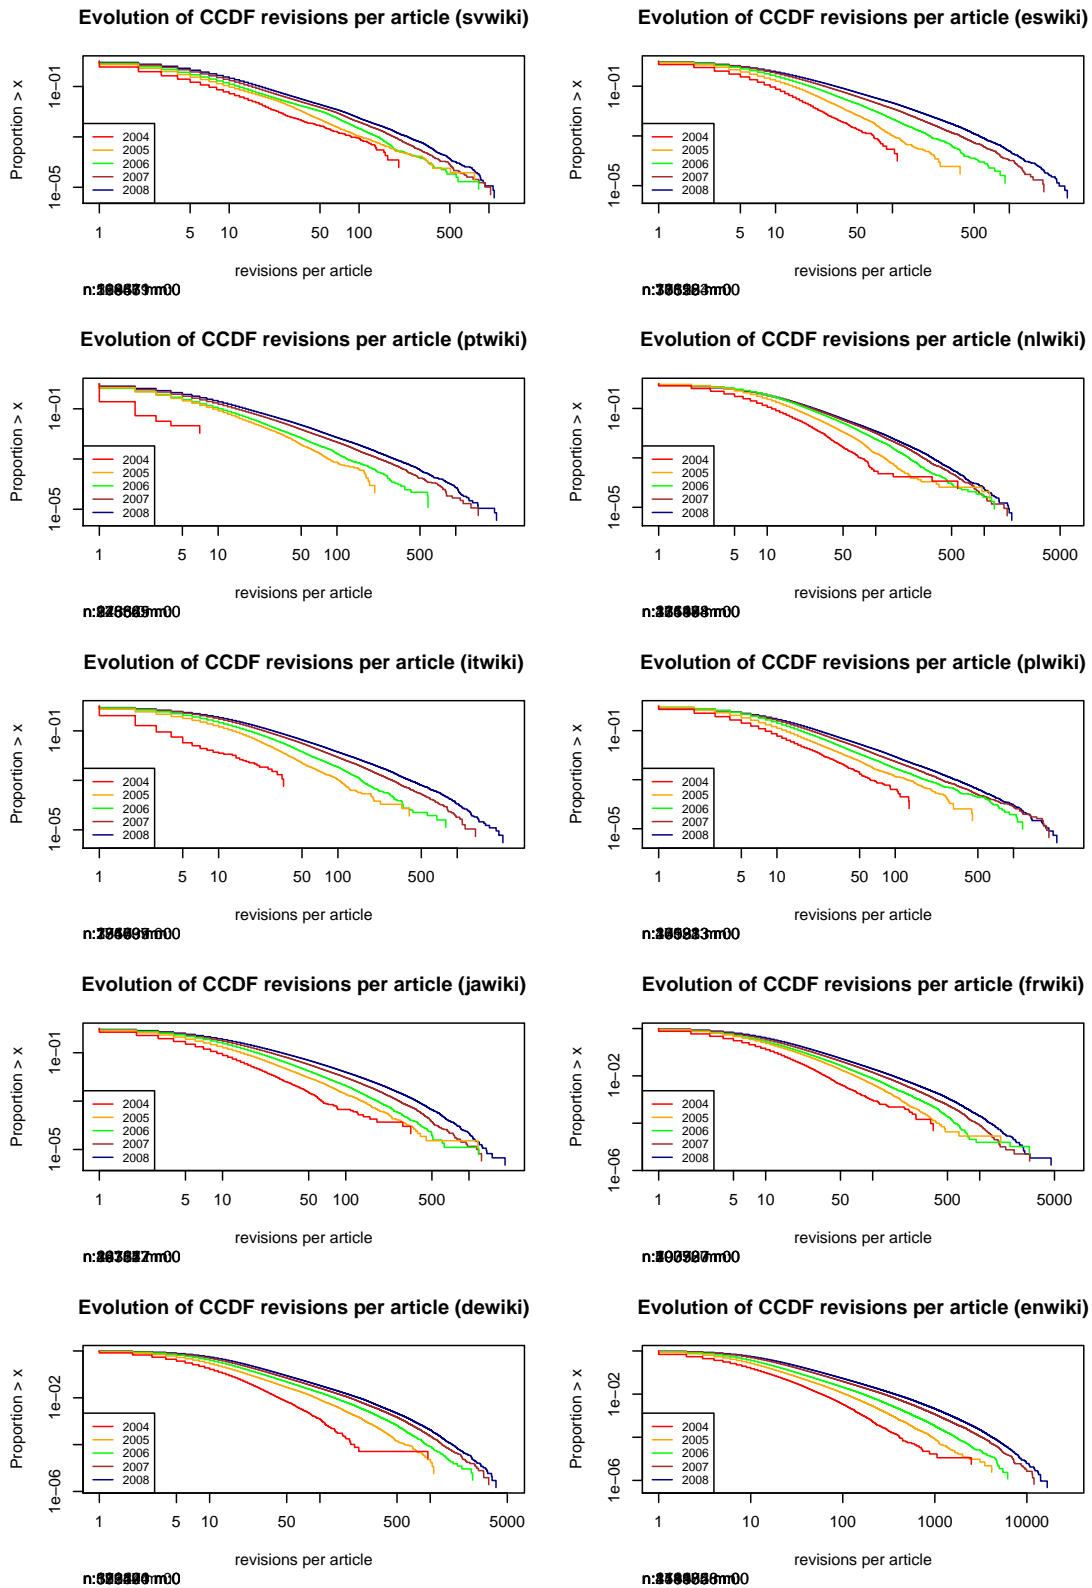 Evolution of CCDF revisions per article (svwiki)
Proportion > x
1e-01
1e-05
2004
2005
2006
2007
2008
1 5 10 50 100 500
revisions per article
Evolution of CCDF revisions per article (eswiki)
Proportion > x
1e-01
1e-05
2004
2005
2006
2007
2008
1 5 10 50 500
revisions per article
Evolution of CCDF revisions per article (ptwiki)
Proportion > x
1e-01
1e-05
2004
2005
2006
2007
2008
1 5 10 50 100 500
revisions per article
Evolution of CCDF revisions per article (nlwiki)
Proportion > x
1e-01
1e-05
2004
2005
2006
2007
2008
1 5 10 50 500 5000
revisions per article
Evolution of CCDF revisions per article (itwiki)
Proportion > x
1e-01
1e-05
2004
2005
2006
2007
2008
1 5 10 50 100 500
revisions per article
Evolution of CCDF revisions per article (plwiki)
Proportion > x
1e-01
1e-05
2004
2005
2006
2007
2008
1 5 10 50 100 500
revisions per article
Evolution of CCDF revisions per article (jawiki)
Proportion > x
1e-01
1e-05
2004
2005
2006
2007
2008
1 5 10 50 100 500
revisions per article
Evolution of CCDF revisions per article (frwiki)
Proportion > x
1e-02
1e-06
2004
2005
2006
2007
2008
1 5 10 50 500 5000
revisions per article
Evolution of CCDF revisions per article (dewiki)
Proportion > x
1e-02
1e-06
2004
2005
2006
2007
2008
1 5 10 50 500 5000
revisions per article
Evolution of CCDF revisions per article (enwiki)
Proportion > x
1e-02
1e-06
2004
2005
2006
2007
2008
1 10 100 1000 10000
revisions per article